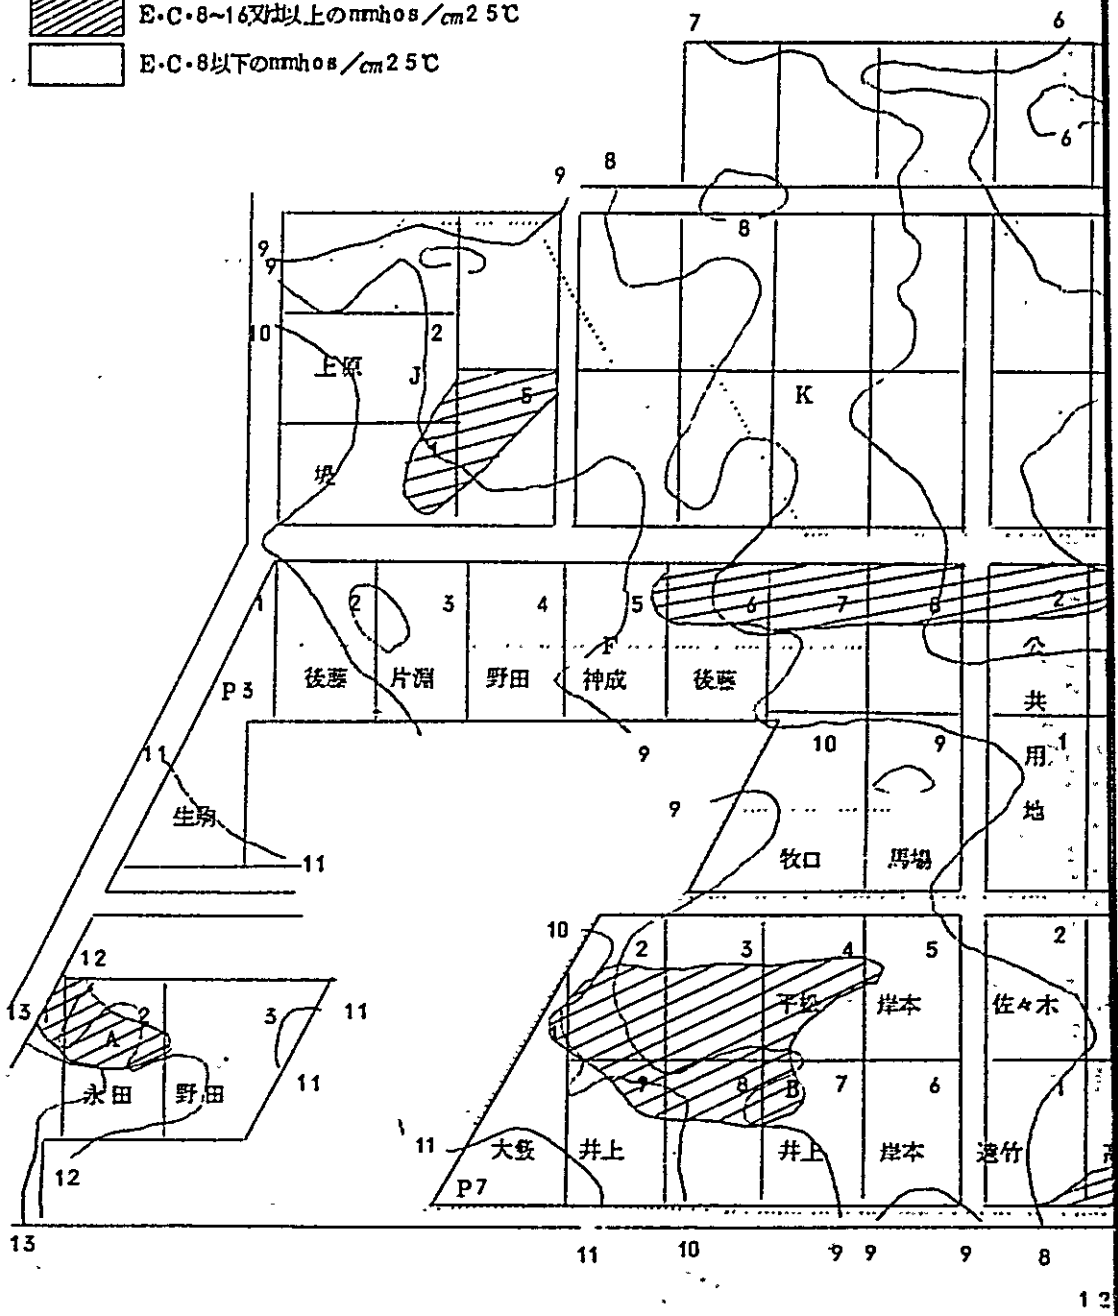 E・C・8~16又は以上のmmhos/cm25℃
E・C・8以下のmmhos/cm25℃
7 6
6
9 8
8
9
9
10 2
上原 J
5 K
1
堤
1 2 3 4 5 6 7 8 2
F 公
後藤 片淵 野田 神成 後藤
P3 共
11 9 10 9 用 1
9 地
生駒
牧口 馬場
11
10 2 3 4 5 2
12
13 2 3 11 平松 岸本 佐々木
A 1
11 9 8 B 7 6 1
永田 野田
11 大鐙 井上 井上 岸本 遠竹
12 P7
13 11 10 9 9 9 8